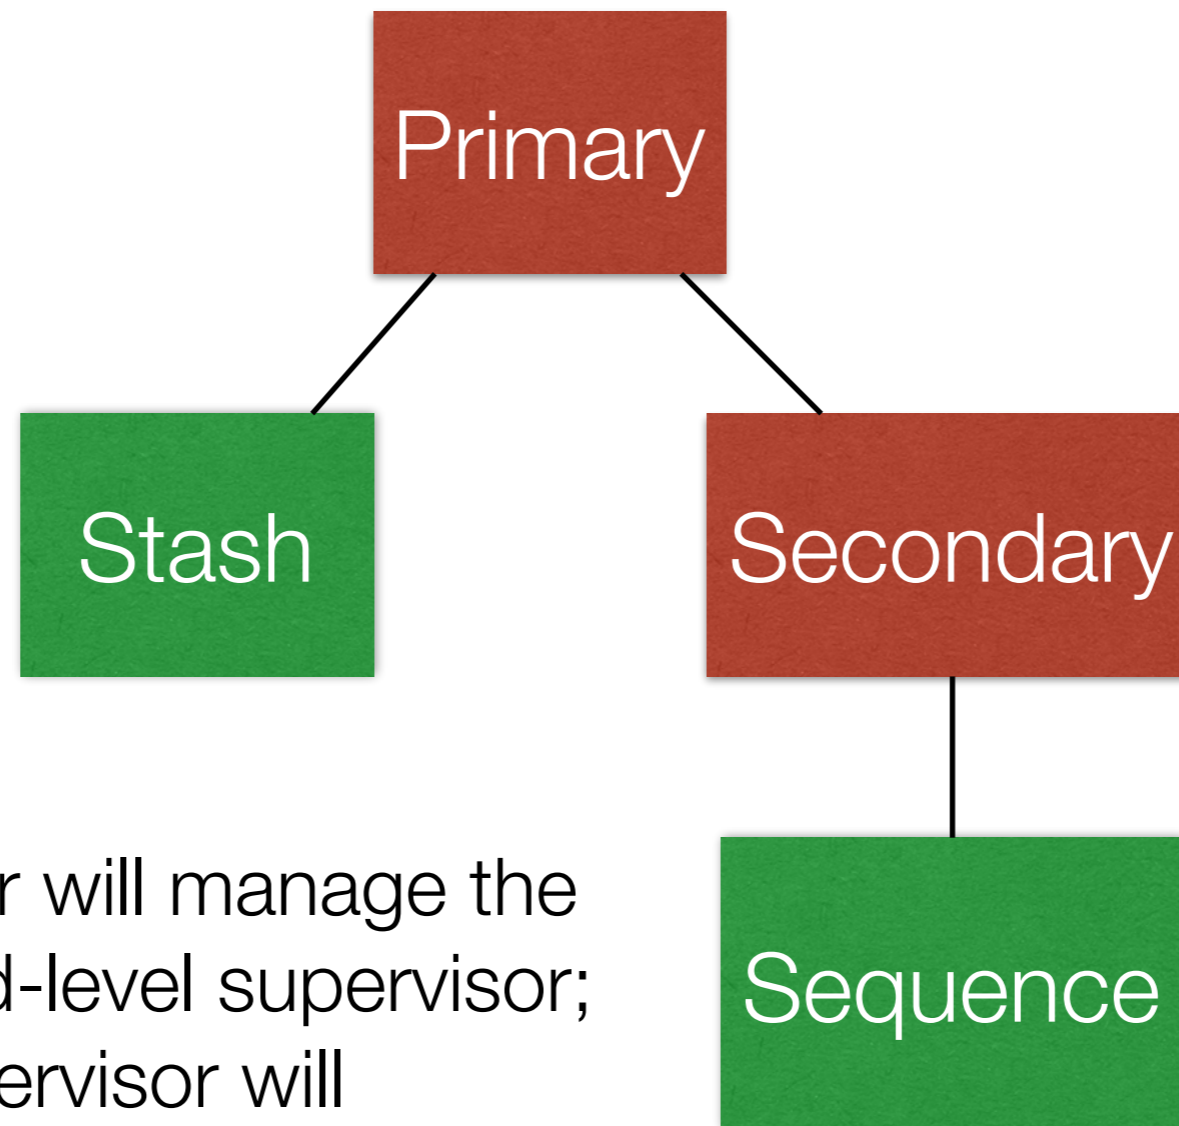 Primary
Stash
Secondary
r will manage the
d-level supervisor;
ervisor will
Sequence